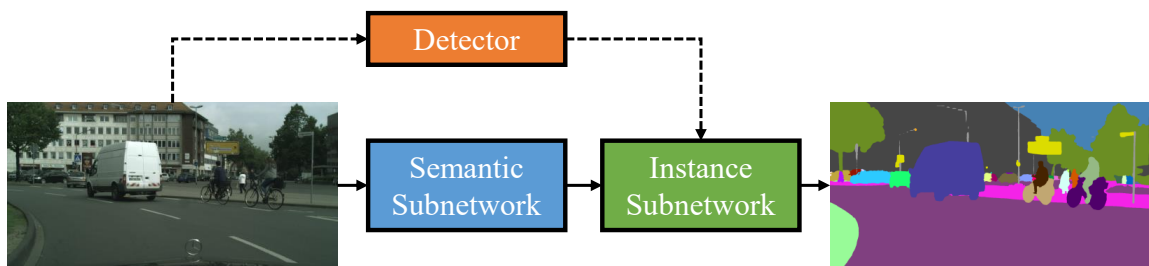 Detector
Semantic
Subnetwork
Instance
Subnetwork